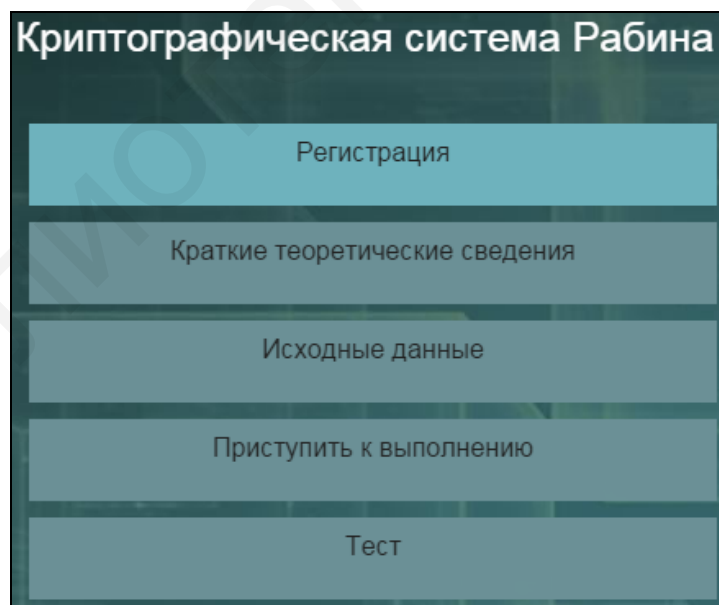 Криптографическая система Рабина
Регистрация
Краткие теоретические сведения
Исходные данные
Приступить к выполнению
Тест